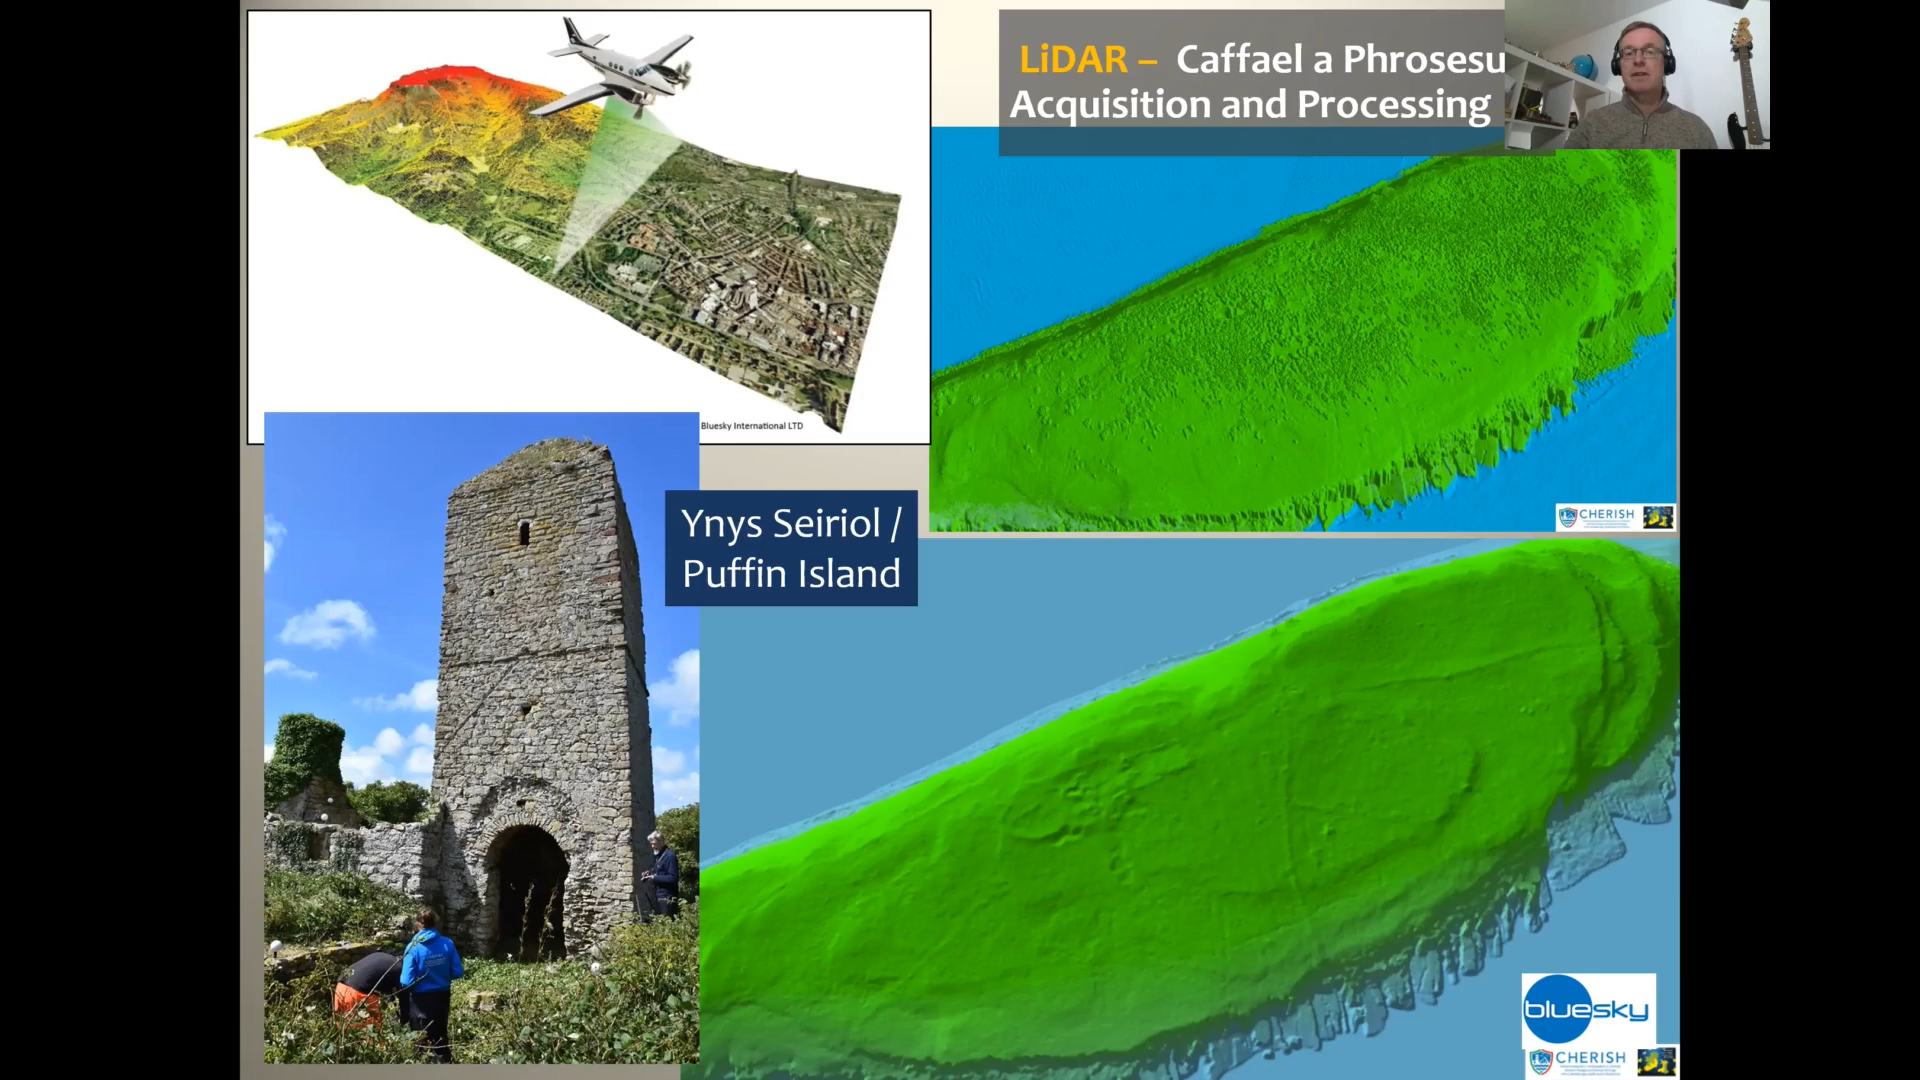 LiDAR – Caffael a Phrosesu
Acquisition and Processing
Bluesky International LTD
Ynys Seiriol /
Puffin Island
CHERISH
bluesky
CHERISH